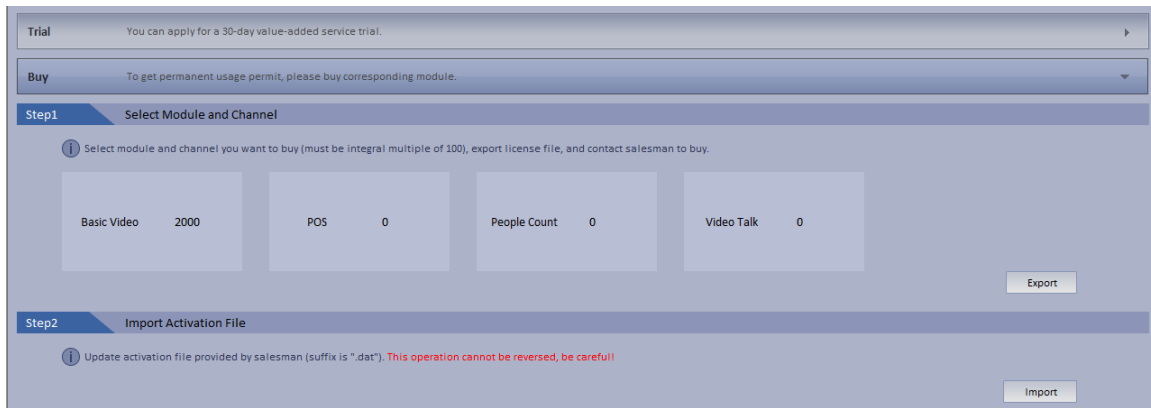 Trial You can apply for a 30-day value-added service trial.
Buy To get permanent usage permit, please buy corresponding module.
Step1 Select Module and Channel
i Select module and channel you want to buy (must be integral multiple of 100), export license file, and contact salesman to buy.
Basic Video 2000 POS 0 People Count 0 Video Talk 0
Export
Step2 Import Activation File
i Update activation file provided by salesman (suffix is ".dat"). This operation cannot be reversed, be careful!
Import